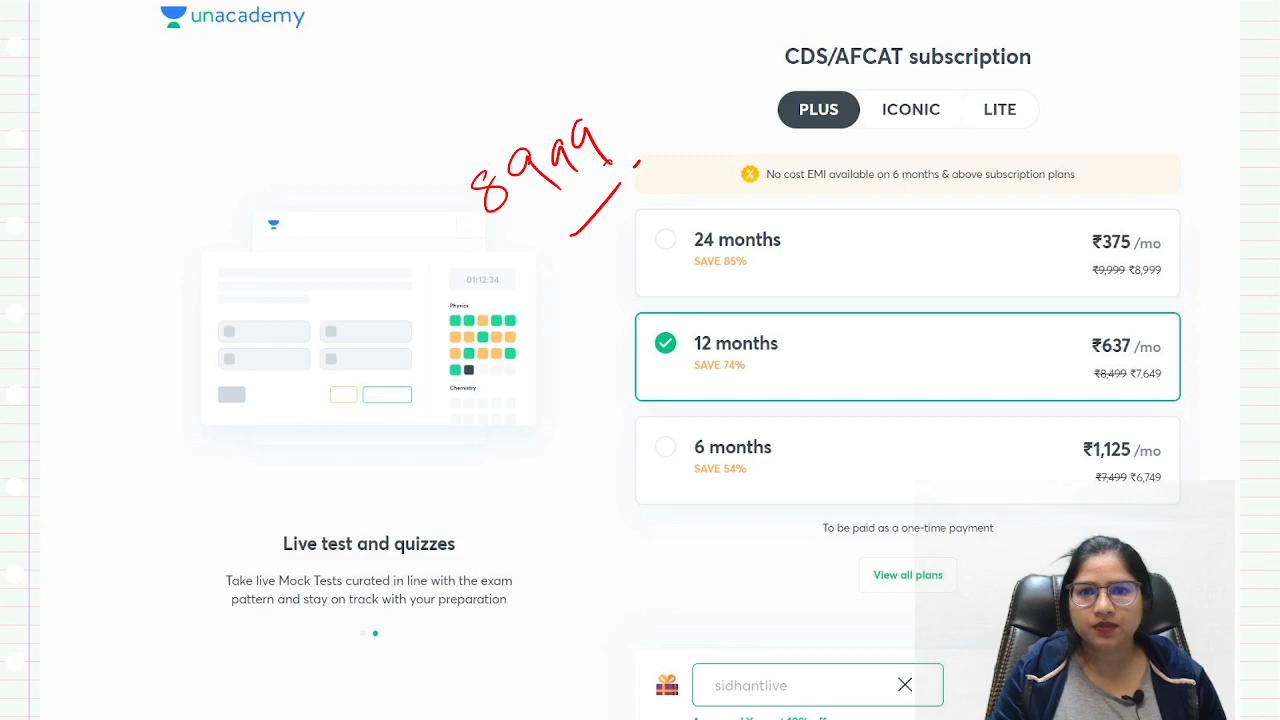 unacademy
CDS/AFCAT subscription
PLUS ICONIC LITE
8999
No cost EMI available on 6 months & above subscription plans
24 months
SAVE 85%
₹375 /mo
₹9,999 ₹8,999
12 months
SAVE 74%
₹637 /mo
₹8,499 ₹7,649
6 months
SAVE 54%
₹1,125 /mo
₹7,499 ₹6,749
To be paid as a one-time payment
View all plans
01:12:34
Physics
Chemistry
Live test and quizzes
Take live Mock Tests curated in line with the exam
pattern and stay on track with your preparation
sidhantlive